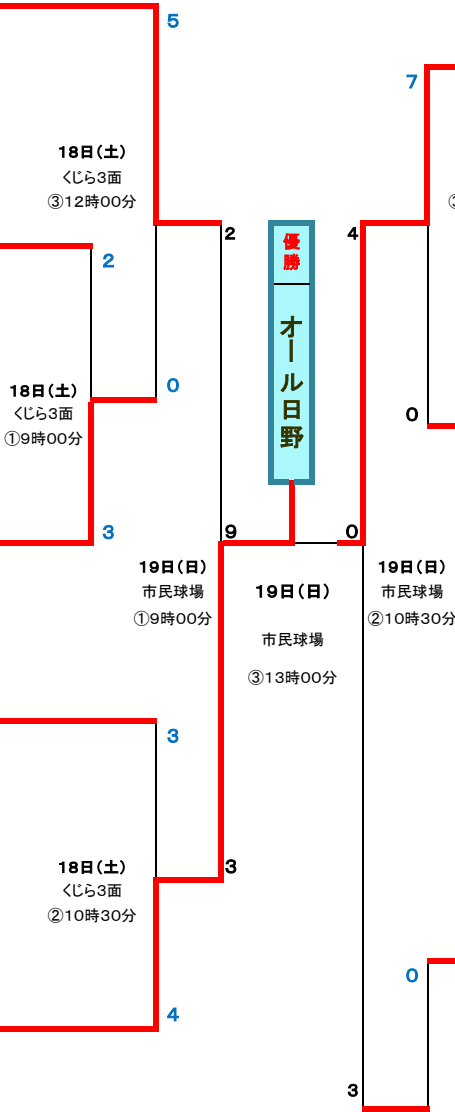 5
7
18日(土)
くじら3面
③12時00分
2
優勝
4
2
オール日野
0
18日(土)
くじら3面
①9時00分
0
3
9
0
19日(日)
市民球場
①9時00分
19日(日)
市民球場
③13時00分
19日(日)
市民球場
②10時30分
3
3
18日(土)
くじら3面
②10時30分
4
0
3